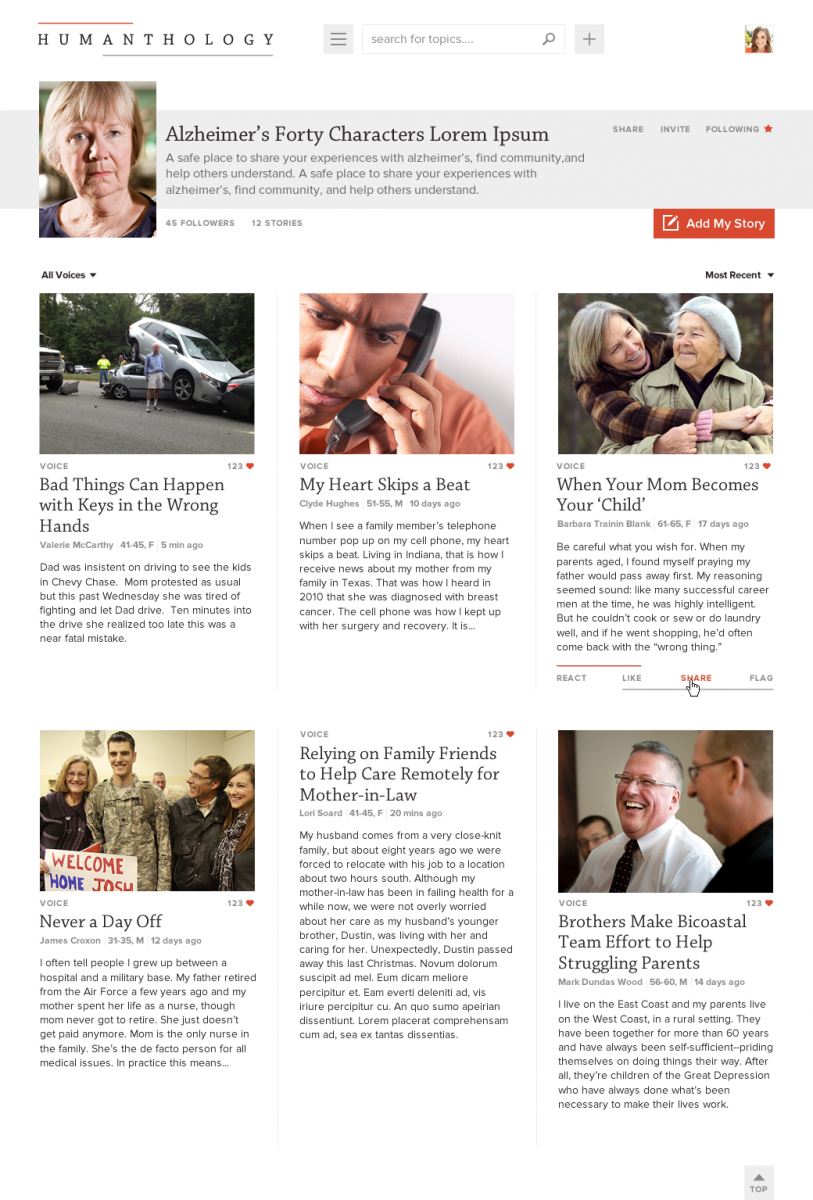 HUMANTHOLOGY
search for topics....
Alzheimer's Forty Characters Lorem Ipsum
SHARE INVITE FOLLOWING
A safe place to share your experiences with alzheimer's, find community,and
help others understand. A safe place to share your experiences with
alzheimer's, find community, and help others understand.
45 FOLLOWERS 12 STORIES
Add My Story
All Voices
Most Recent
VOICE 123
Bad Things Can Happen
with Keys in the Wrong
Hands
Valerie McCarthy 41-45, F 5 min ago
Dad was insistent on driving to see the kids
in Chevy Chase. Mom protested as usual
but this past Wednesday she was tired of
fighting and let Dad drive. Ten minutes into
the drive she realized too late this was a
near fatal mistake.
VOICE 123
My Heart Skips a Beat
Clyde Hughes 51-55, M 10 days ago
When I see a family member's telephone
number pop up on my cell phone, my heart
skips a beat. Living in Indiana, that is how I
receive news about my mother from my
family in Texas. That was how I heard in
2010 that she was diagnosed with breast
cancer. The cell phone was how I kept up
with her surgery and recovery. It is...
VOICE 123
When Your Mom Becomes
Your 'Child'
Barbara Trainin Blank 61-65, F 17 days ago
Be careful what you wish for. When my
parents aged, I found myself praying my
father would pass away first. My reasoning
seemed sound: like many successful career
men at the time, he was highly intelligent.
But he couldn't cook or sew or do laundry
well, and if he went shopping, he'd often
come back with the "wrong thing."
REACT LIKE SHARE FLAG
WELCOME
HOME JOSH
VOICE 123
Never a Day Off
James Croxon 31-35, M 12 days ago
I often tell people I grew up between a
hospital and a military base. My father retired
from the Air Force a few years ago and my
mother spent her life as a nurse, though
mom never got to retire. She just doesn't
get paid anymore. Mom is the only nurse in
the family. She's the de facto person for all
medical issues. In practice this means...
VOICE 123
Relying on Family Friends
to Help Care Remotely for
Mother-in-Law
Lori Soard 41-45, F 20 mins ago
My husband comes from a very close-knit
family, but about eight years ago we were
forced to relocate with his job to a location
about two hours south. Although my
mother-in-law has been in failing health for a
while now, we were not overly worried
about her care as my husband's younger
brother, Dustin, was living with her and
caring for her. Unexpectedly, Dustin passed
away this last Christmas. Novum dolorum
suscipit ad mel. Eum dicam meliore
percipitur et. Eam everti deleniti ad, vis
iriure percipitur cu. An quo sumo apeirian
dissentiunt. Lorem placerat comprehensam
cum ad, sea ex tantas dissentias.
VOICE 123
Brothers Make Bicoastal
Team Effort to Help
Struggling Parents
Mark Dundas Wood 56-60, M 14 days ago
I live on the East Coast and my parents live
on the West Coast, in a rural setting. They
have been together for more than 60 years
and have always been self-sufficient--priding
themselves on doing things their way. After
all, they're children of the Great Depression
who have always done what's been
necessary to make their lives work.
TOP